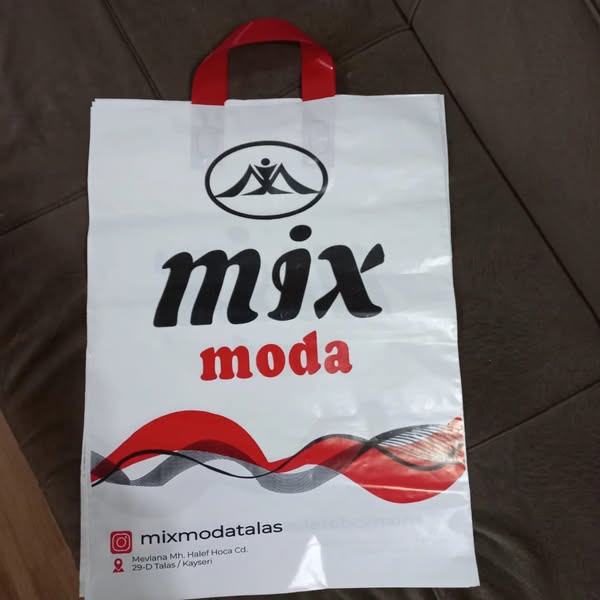 mix
moda
mixmodatalas
Mevlana Mh. Halef Hoca Cd.
29-D Talas / Kayseri